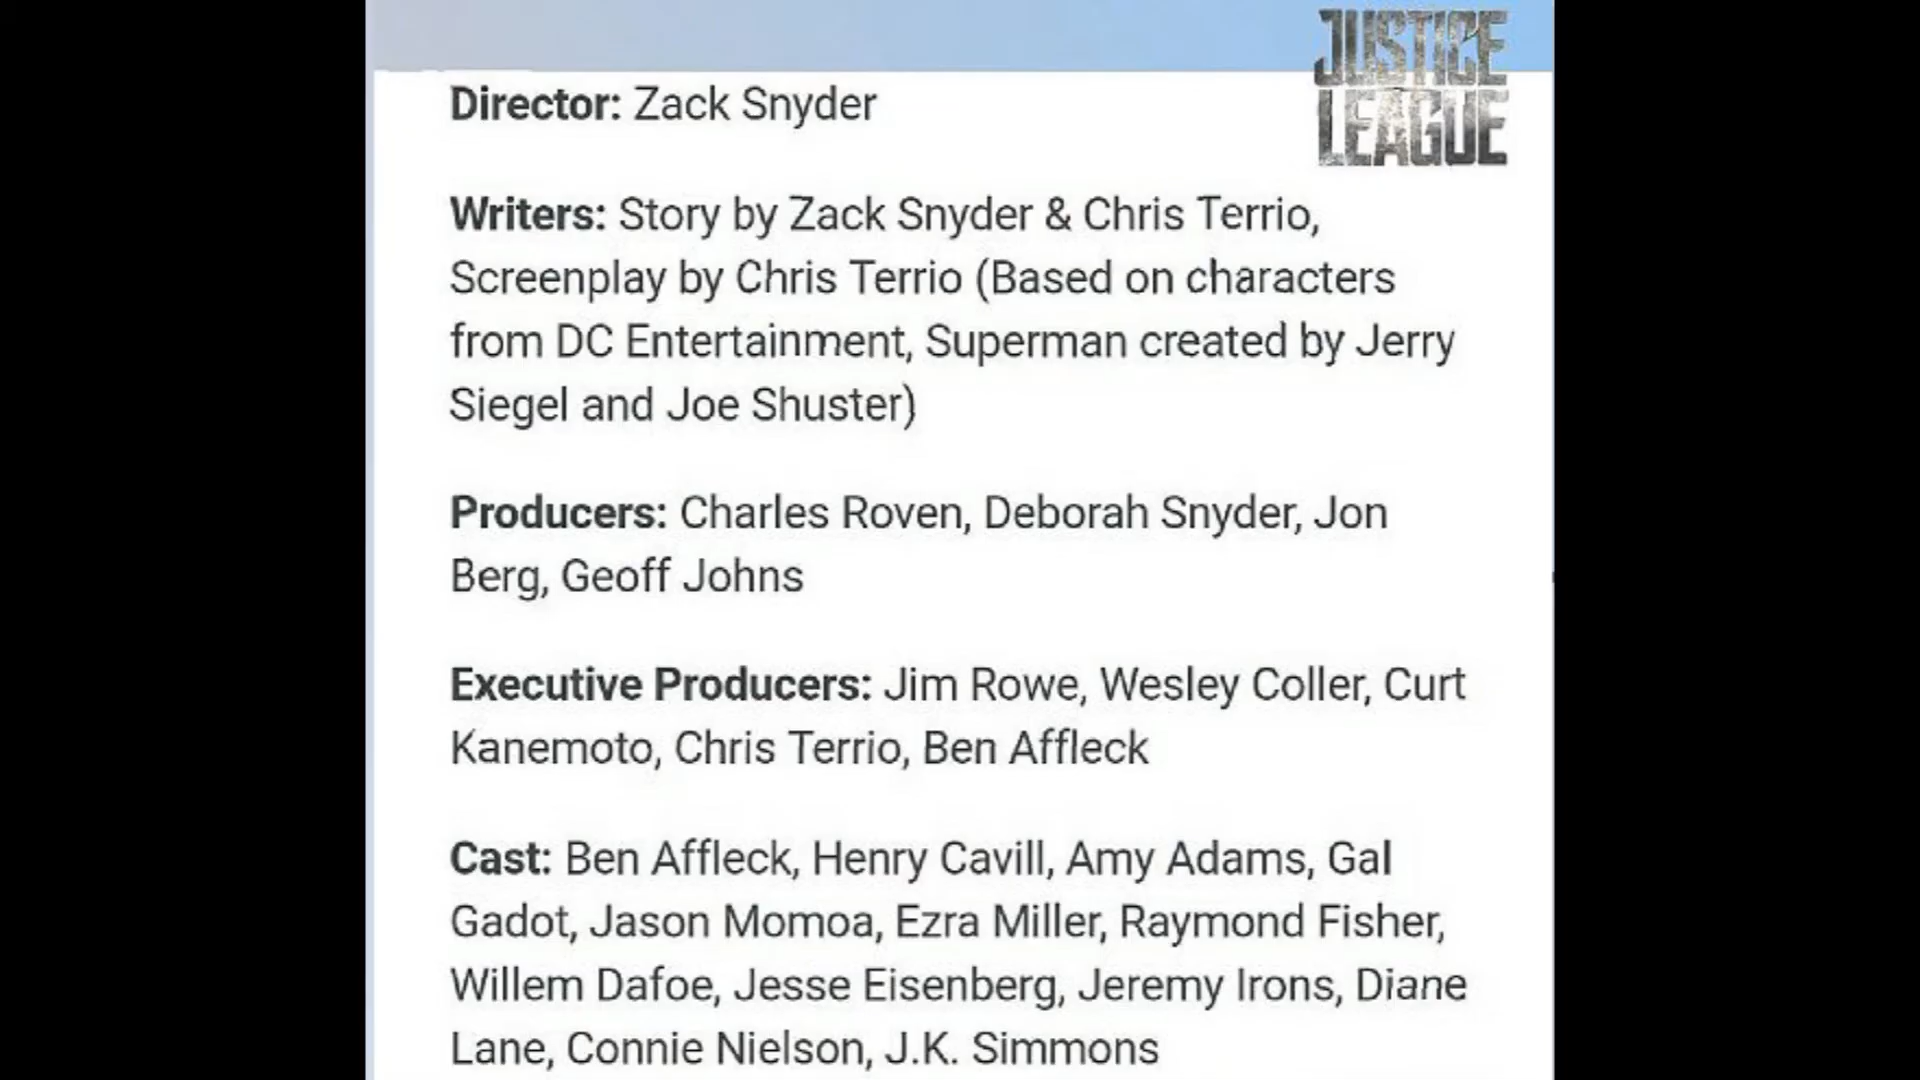 JUSTICE
LEAGUE
Director: Zack Snyder
Writers: Story by Zack Snyder & Chris Terrio,
Screenplay by Chris Terrio (Based on characters
from DC Entertainment, Superman created by Jerry
Siegel and Joe Shuster)
Producers: Charles Roven, Deborah Snyder, Jon
Berg, Geoff Johns
Executive Producers: Jim Rowe, Wesley Coller, Curt
Kanemoto, Chris Terrio, Ben Affleck
Cast: Ben Affleck, Henry Cavill, Amy Adams, Gal
Gadot, Jason Momoa, Ezra Miller, Raymond Fisher,
Willem Dafoe, Jesse Eisenberg, Jeremy Irons, Diane
Lane, Connie Nielson, J.K. Simmons